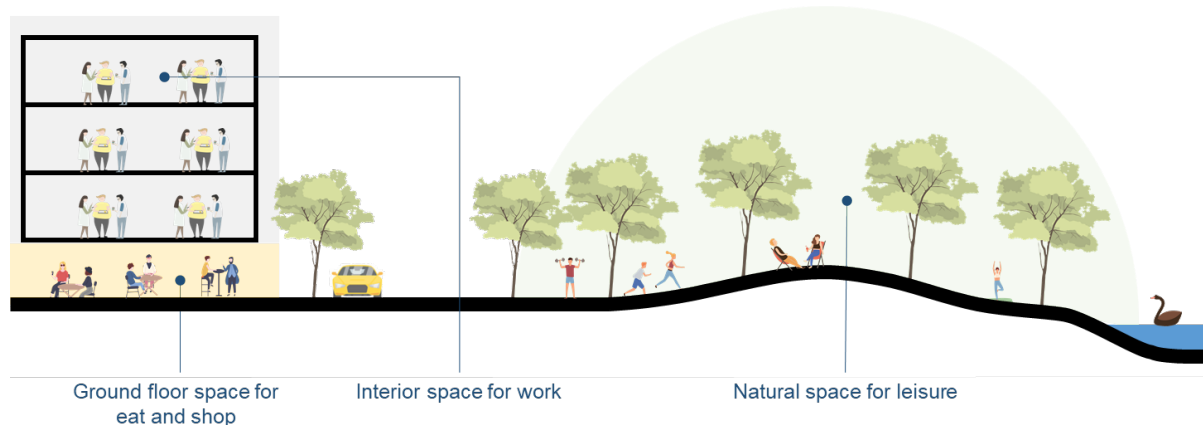 Ground floor space for
eat and shop
Interior space for work
Natural space for leisure